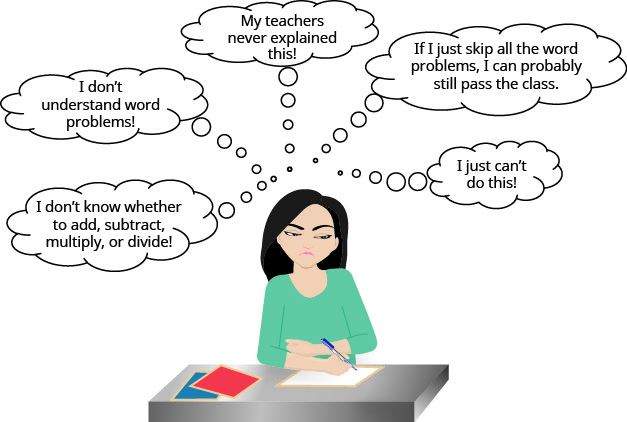 My teachers
never explained
this!
If I just skip all the word
problems, I can probably
still pass the class.
I don’t
understand word
problems!
I just can’t
do this!
I don’t know whether
to add, subtract,
multiply, or divide!